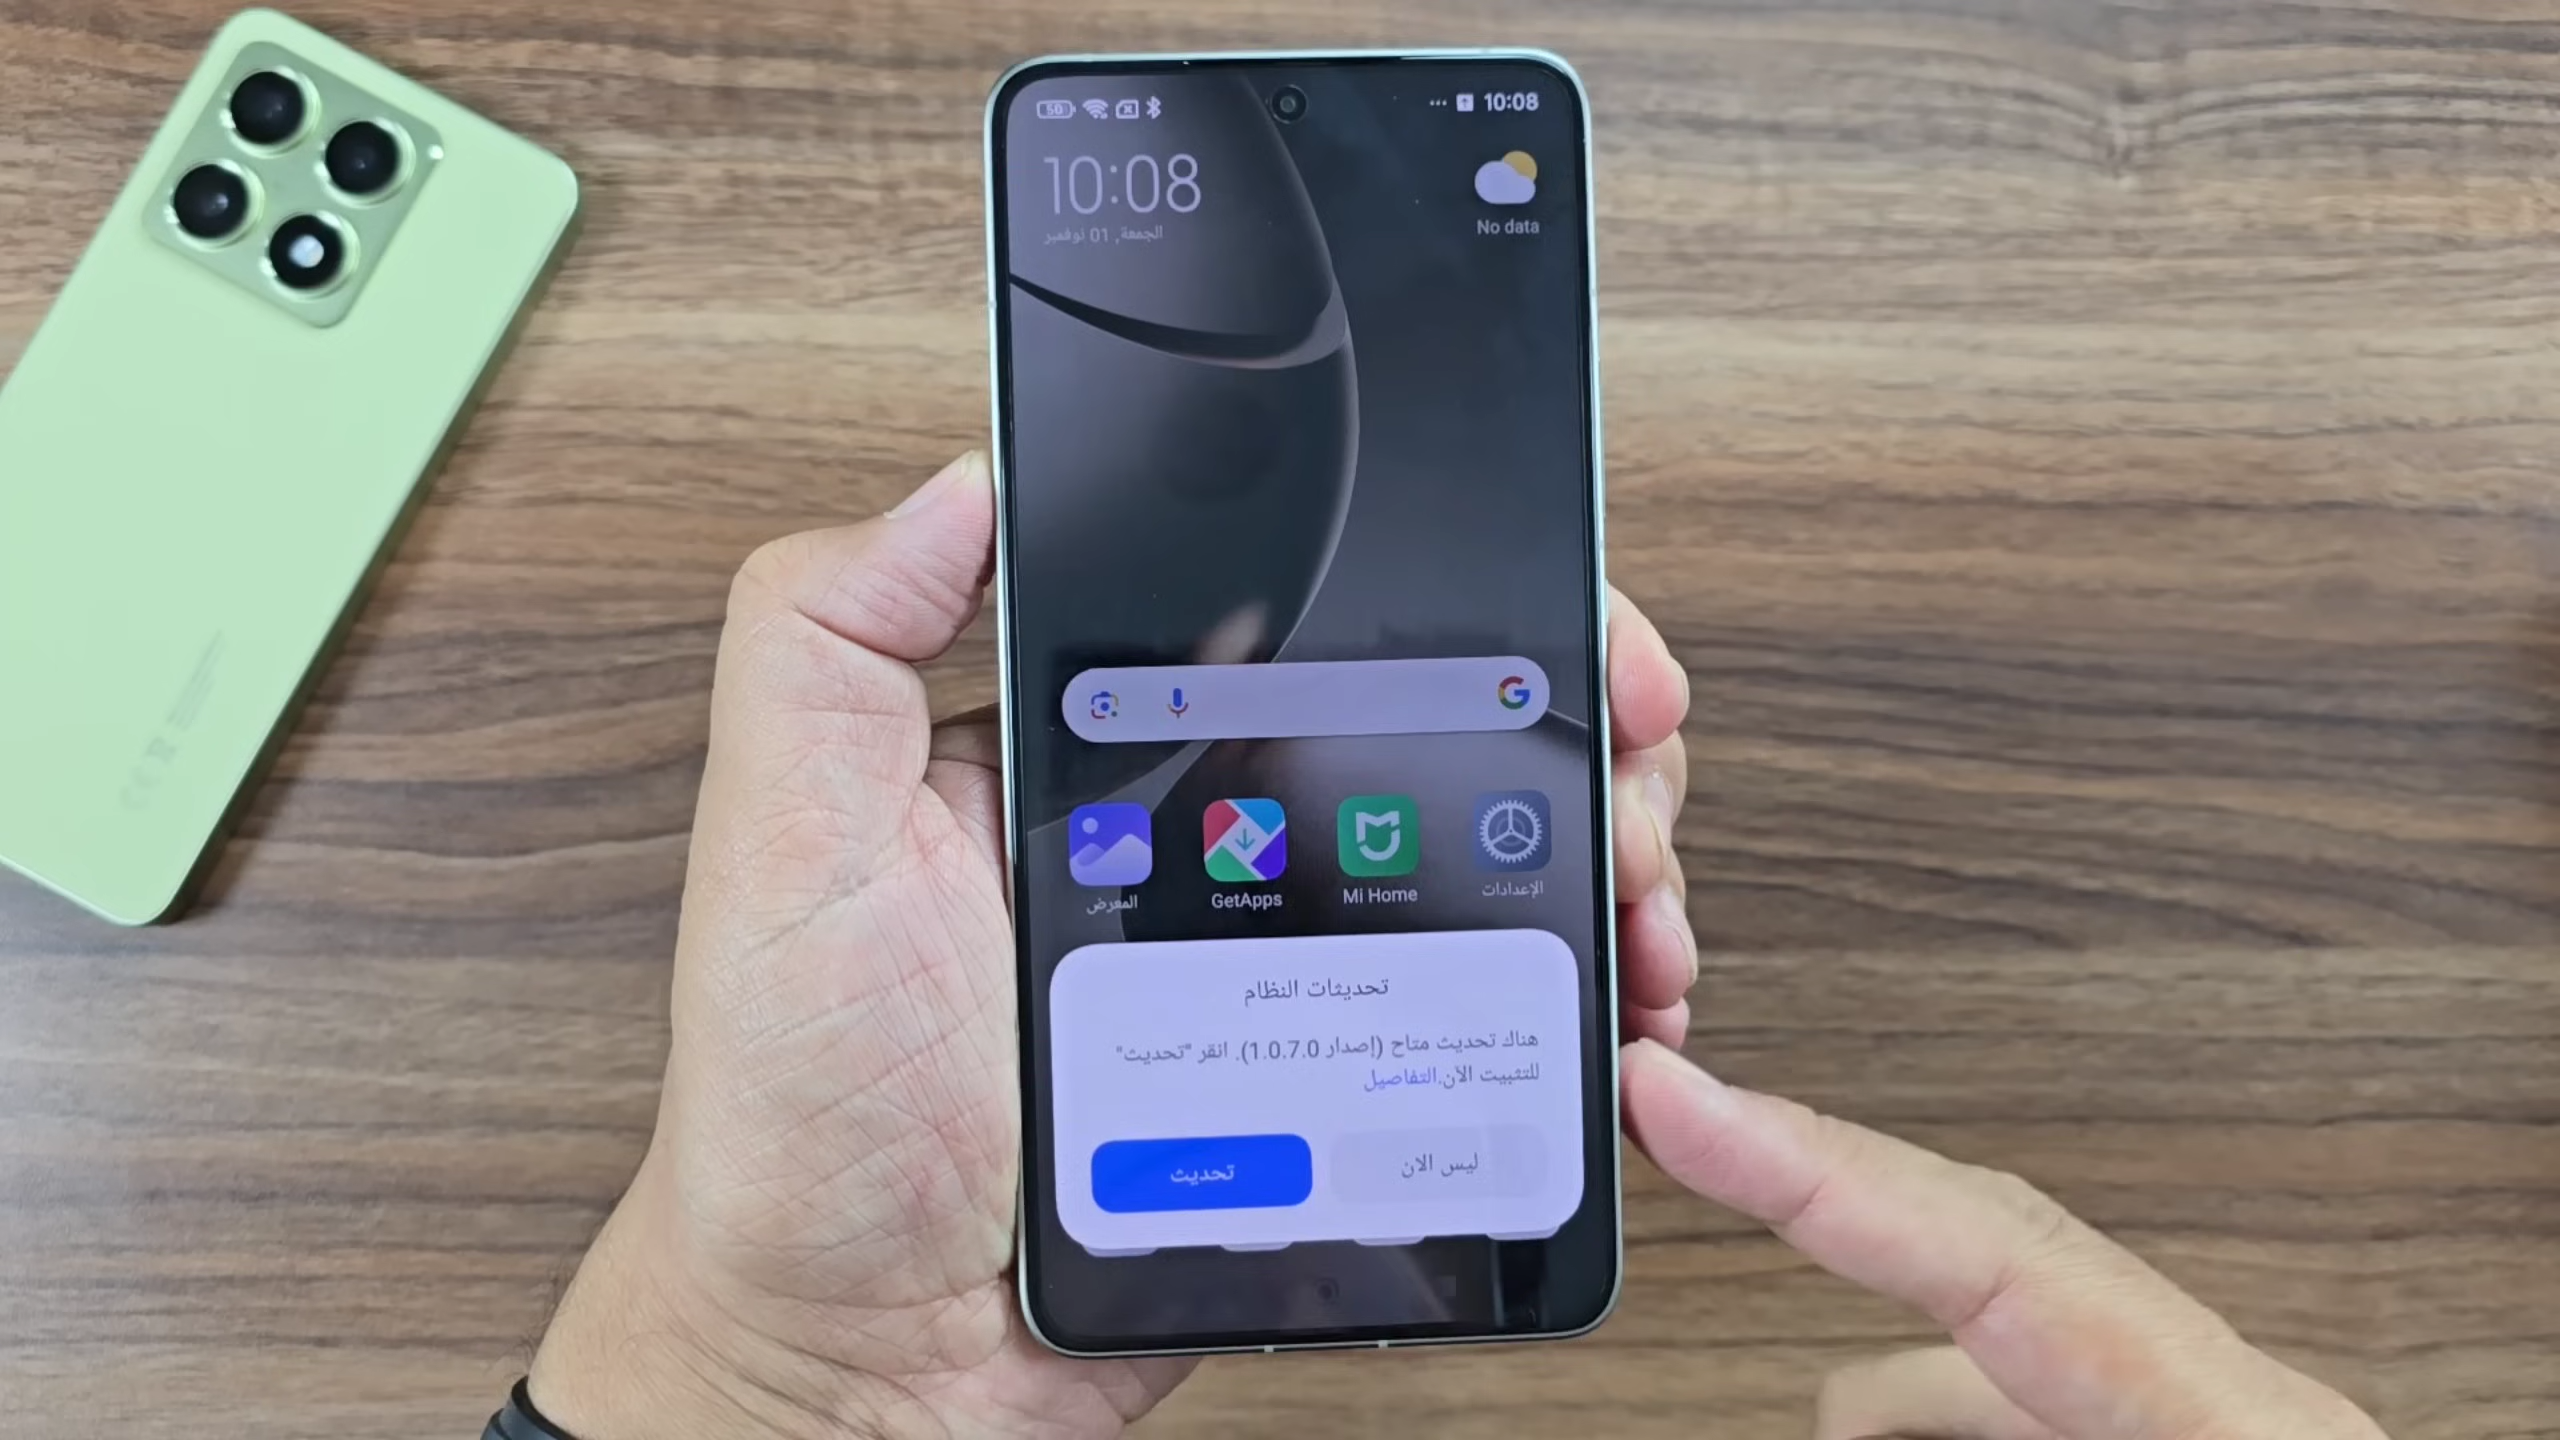 50
10:08
10:08
الجمعة, 01 نوفمبر
No data
المعرض
GetApps
Mi Home
الإعدادات
تحديثات النظام
هناك تحديث متاح (إصدار 1.0.7.0). انقر "تحديث"
للتثبيت الآن.التفاصيل
ليس الان
تحديث